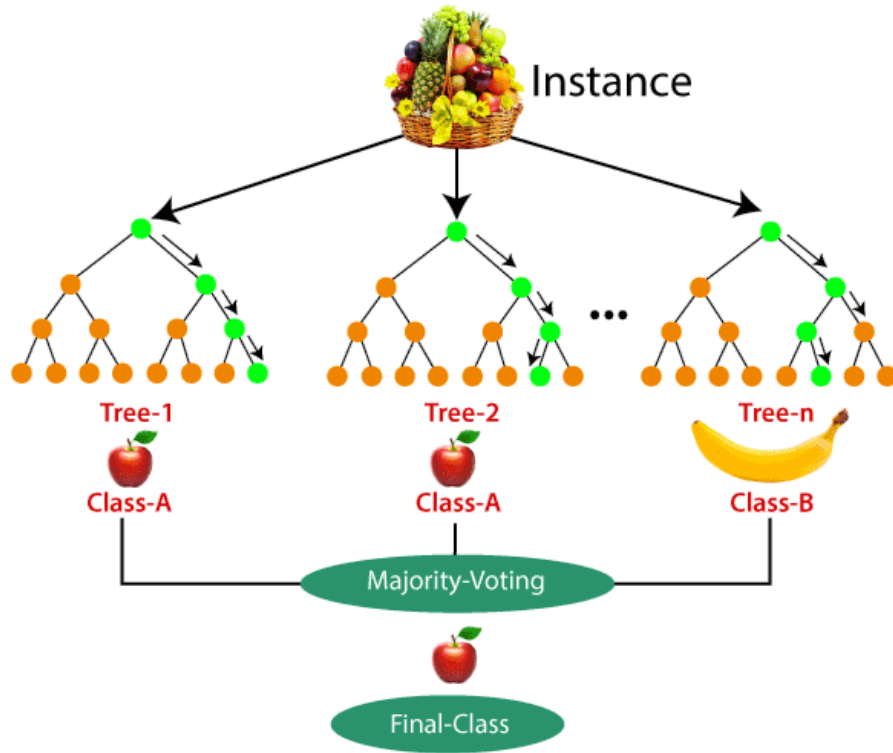 Instance
Tree-1
Tree-2
Tree-n
Class-A
Class-A
Class-B
Majority-Voting
Final-Class